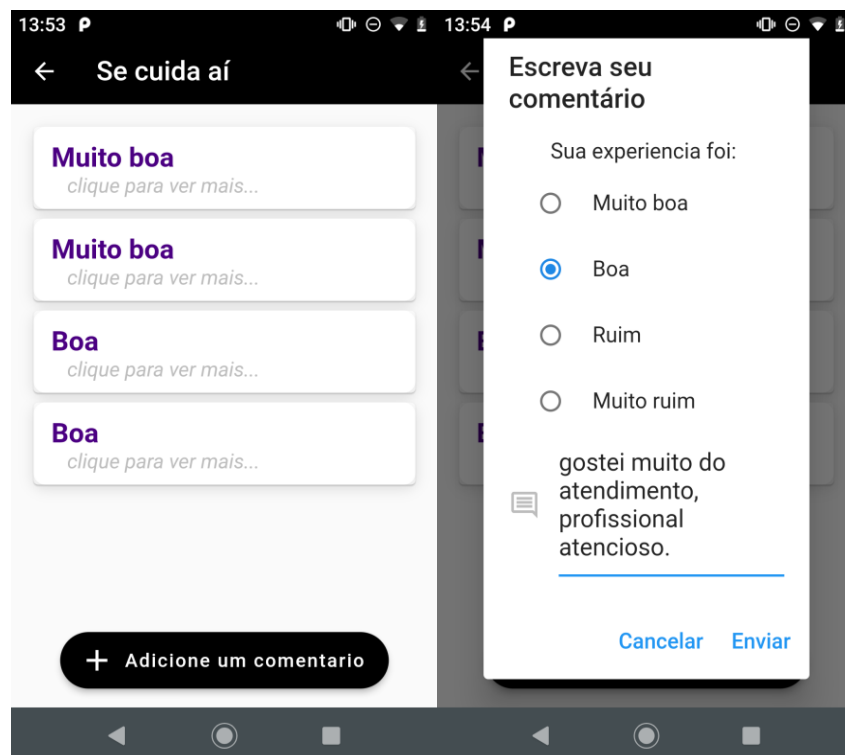 13:53 P
Se cuida aí
Muito boa
clique para ver mais...
Muito boa
clique para ver mais...
Boa
clique para ver mais...
Boa
clique para ver mais...
+ Adicione um comentario
13:54 P
Escreva seu
comentário
Sua experiencia foi:
Muito boa
Boa
Ruim
Muito ruim
gostei muito do
atendimento,
profissional
atencioso.
Cancelar Enviar